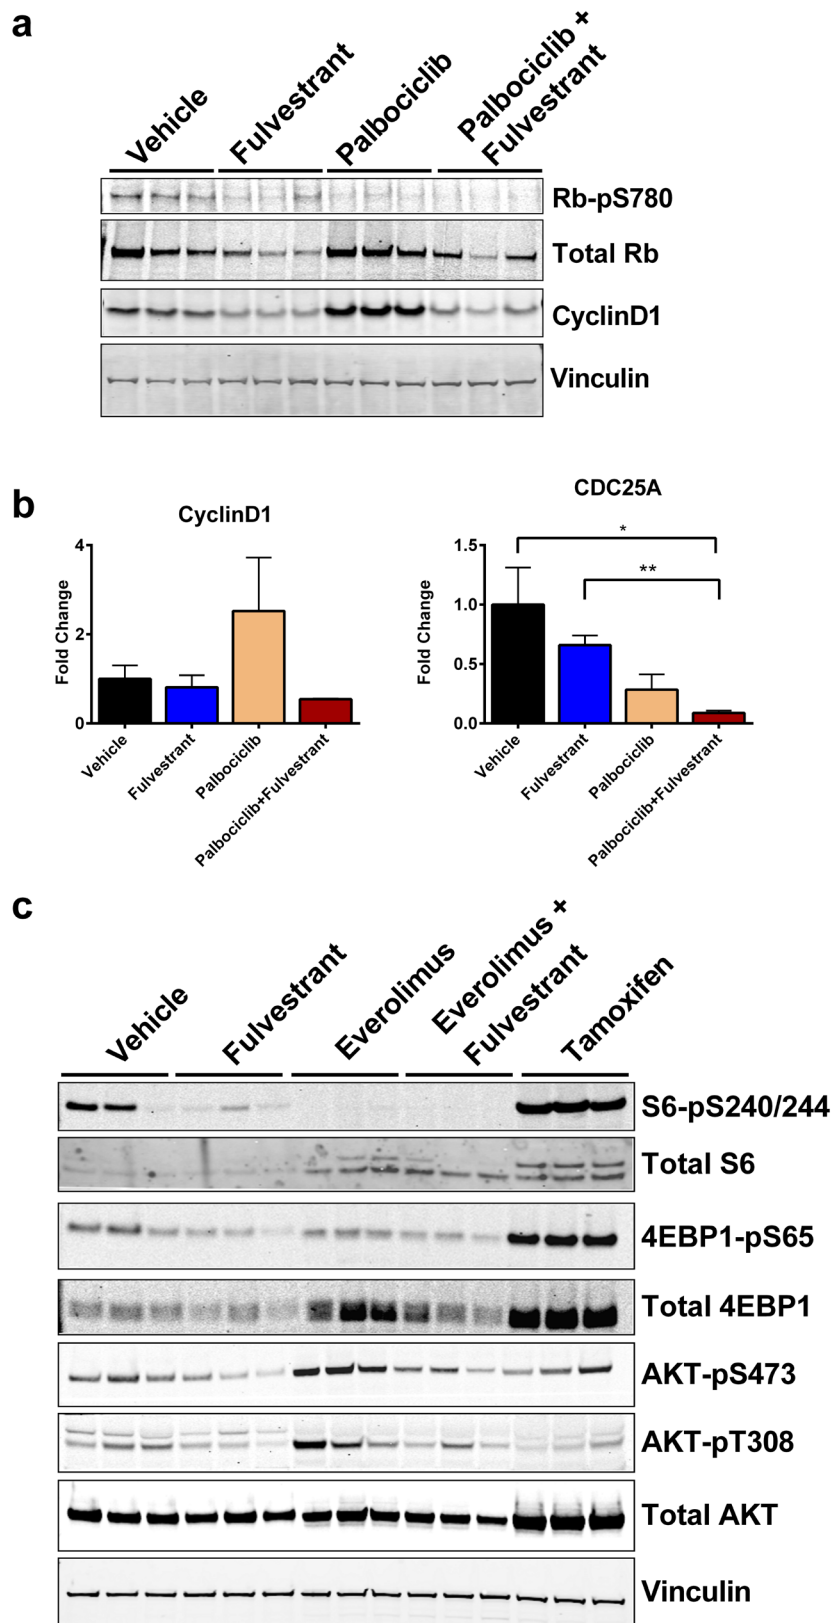 a
Vehicle
Fulvestrant
Palbociclib
Palbociclib +
Fulvestrant
Rb-pS780
Total Rb
CyclinD1
Vinculin
b
CyclinD1
Fold Change
4
2
0
Vehicle
Fulvestrant
Palbociclib
Palbociclib+Fulvestrant
CDC25A
Fold Change
1.5
1.0
0.5
0.0
*
**
Vehicle
Fulvestrant
Palbociclib
Palbociclib+Fulvestrant
c
Vehicle
Fulvestrant
Everolimus
Everolimus +
Fulvestrant
Tamoxifen
S6-pS240/244
Total S6
4EBP1-pS65
Total 4EBP1
AKT-pS473
AKT-pT308
Total AKT
Vinculin